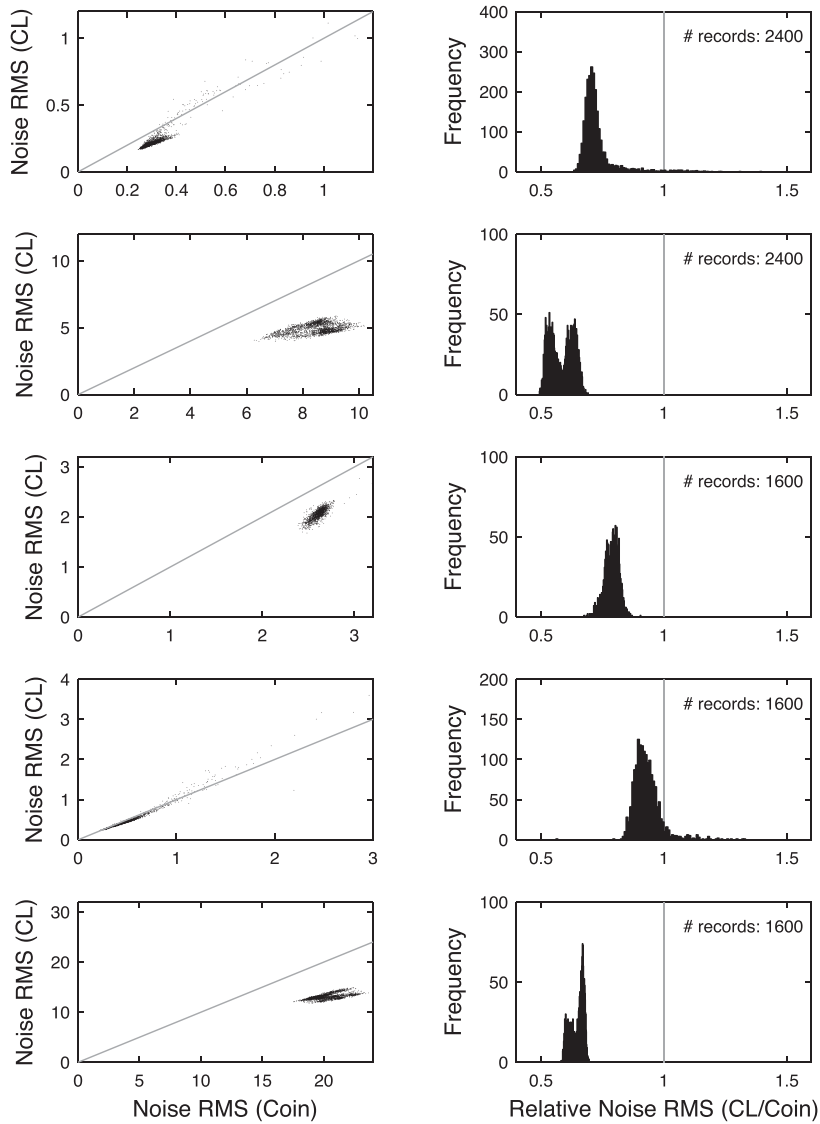 Noise RMS (CL)
1
0.5
0
0 0.2 0.4 0.6 0.8 1
Frequency
400
300
200
100
0
# records: 2400
0.5 1 1.5
Noise RMS (CL)
10
5
0
0 2 4 6 8 10
Frequency
100
50
0
# records: 2400
0.5 1 1.5
Noise RMS (CL)
3
2
1
0
0 1 2 3
Frequency
100
50
0
# records: 1600
0.5 1 1.5
Noise RMS (CL)
4
3
2
1
0
0 1 2 3
Frequency
200
150
100
50
0
# records: 1600
0.5 1 1.5
Noise RMS (CL)
30
20
10
0
0 5 10 15 20
Noise RMS (Coin)
Frequency
100
50
0
# records: 1600
0.5 1 1.5
Relative Noise RMS (CL/Coin)